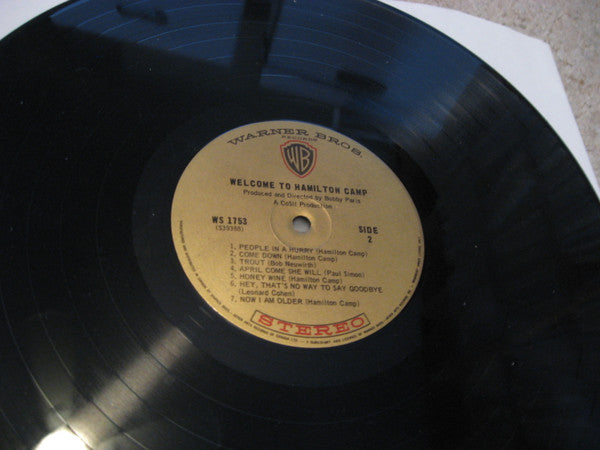 WARNER BROS.
RECORDS
WB
WELCOME TO HAMILTON CAMP
Produced and Directed by Bobby Paris
A CoSit Production
WS 1753
(S39388)
SIDE
2
1. PEOPLE IN A HURRY (Hamilton Camp)
2. COME DOWN (Hamilton Camp)
3. TROUT (Bob Neuwirth)
4. APRIL COME SHE WILL (Paul Simon)
5. HONEY WINE (Hamilton Camp)
6. HEY, THAT'S NO WAY TO SAY GOODBYE
(Leonard Cohen)
7. NOW I AM OLDER (Hamilton Camp)
STEREO